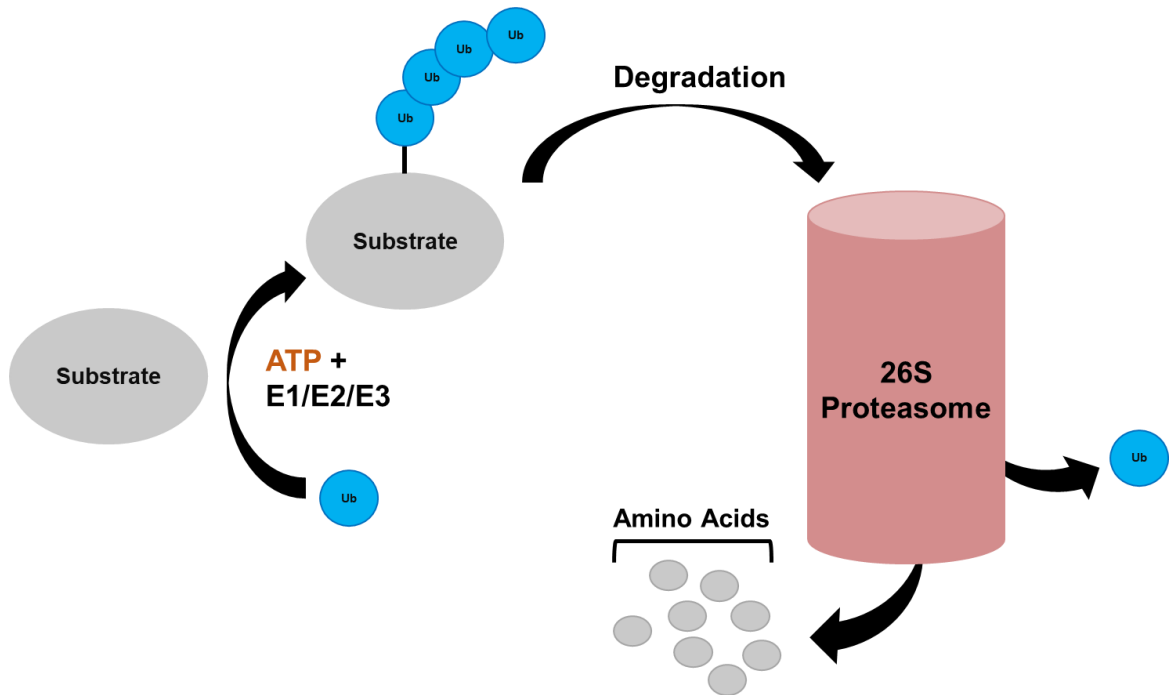 Ub
Ub
Ub
Ub
Degradation
Substrate
Substrate
ATP +
E1/E2/E3
Ub
26S
Proteasome
Ub
Amino Acids